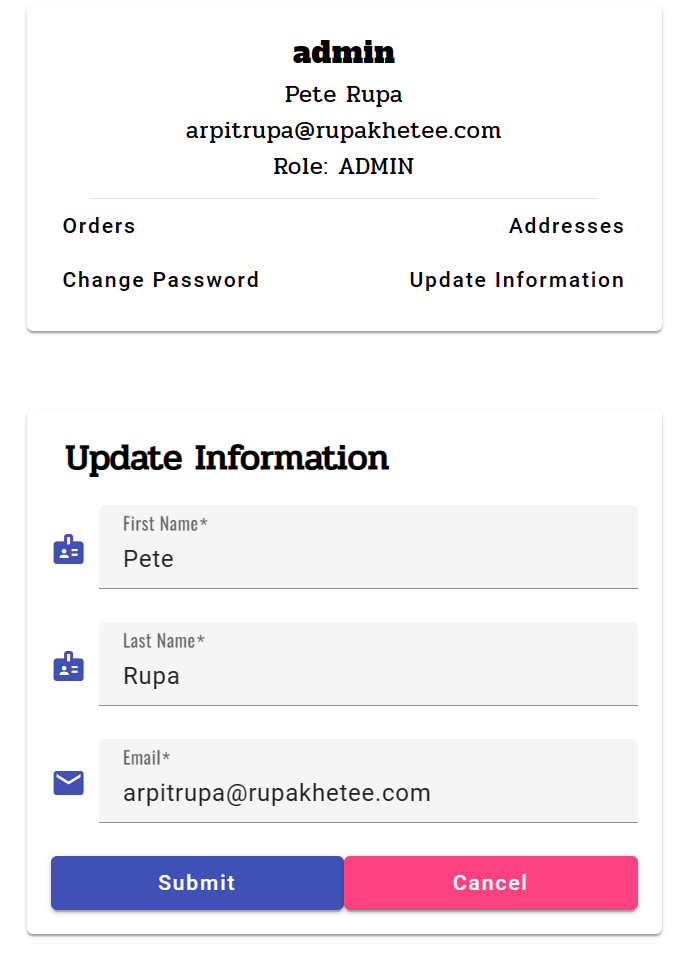 admin
Pete Rupa
arpitrupa@rupakhetee.com
Role: ADMIN
Orders
Addresses
Change Password
Update Information
Update Information
First Name*
Pete
Last Name*
Rupa
Email*
arpitrupa@rupakhetee.com
Submit
Cancel